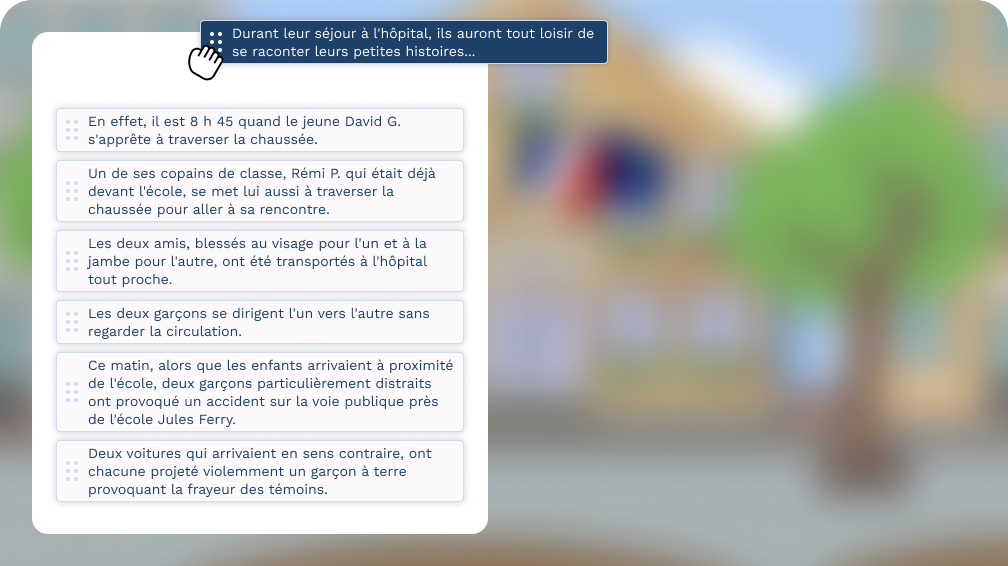 Durant leur séjour à l'hôpital, ils auront tout loisir de
se raconter leurs petites histoires...
En effet, il est 8 h 45 quand le jeune David G.
s'apprête à traverser la chaussée.
Un de ses copains de classe, Rémi P. qui était déjà
devant l'école, se met lui aussi à traverser la
chaussée pour aller à sa rencontre.
Les deux amis, blessés au visage pour l'un et à la
jambe pour l'autre, ont été transportés à l'hôpital
tout proche.
Les deux garçons se dirigent l'un vers l'autre sans
regarder la circulation.
Ce matin, alors que les enfants arrivaient à proximité
de l'école, deux garçons particulièrement distraits
ont provoqué un accident sur la voie publique près
de l'école Jules Ferry.
Deux voitures qui arrivaient en sens contraire, ont
chacune projeté violemment un garçon à terre
provoquant la frayeur des témoins.